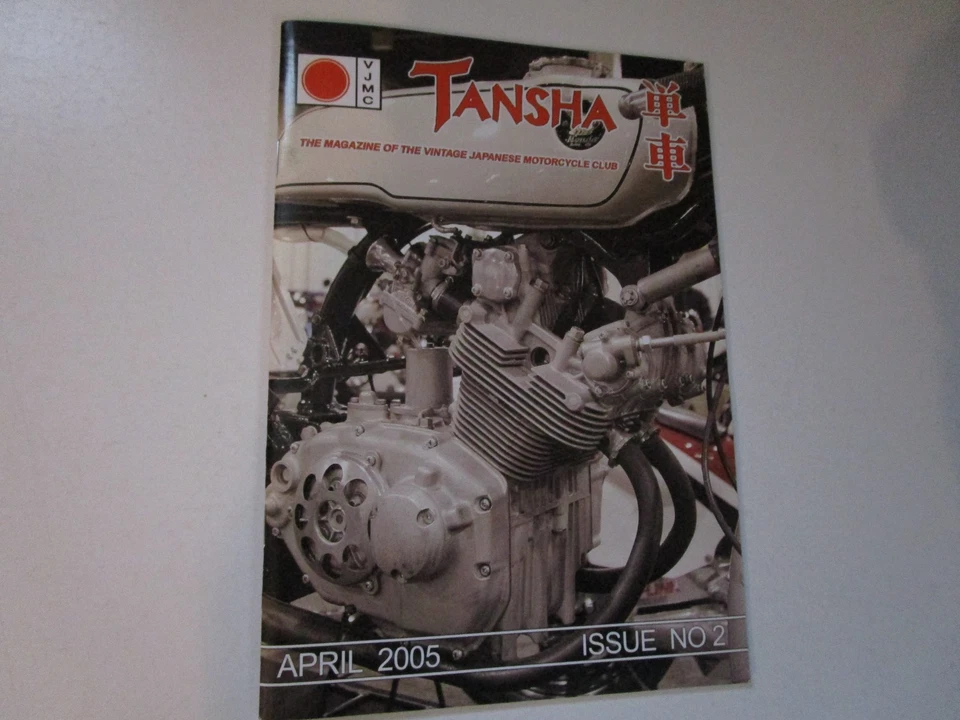 VJMC
TANSHA
単車
THE MAGAZINE OF THE VINTAGE JAPANESE MOTORCYCLE CLUB
APRIL 2005
ISSUE NO 2